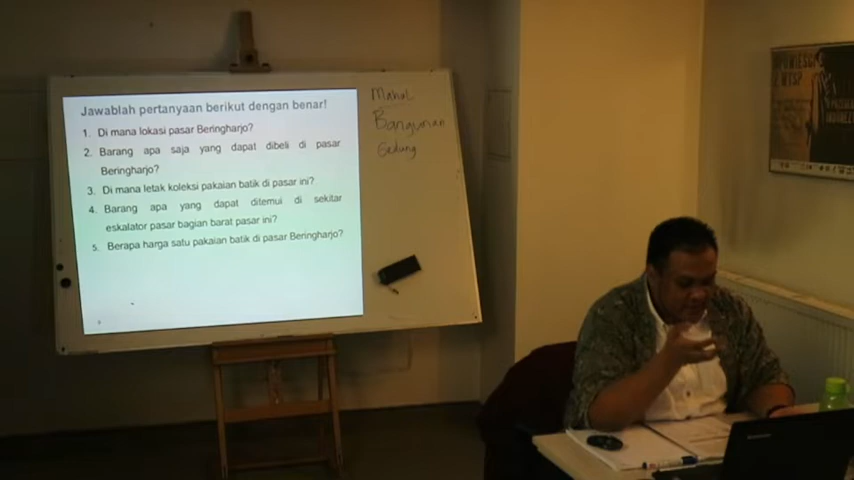 Jawablah pertanyaan berikut dengan benar!
1. Di mana lokasi pasar Beringharjo?
2. Barang apa saja yang dapat dibeli di pasar
Beringharjo?
3. Di mana letak koleksi pakaian batik di pasar ini?
4. Barang apa yang dapat ditemui di sekitar
eskalator pasar bagian barat pasar ini?
5. Berapa harga satu pakaian batik di pasar Beringharjo?
Mahal
Bangunan
Gedung